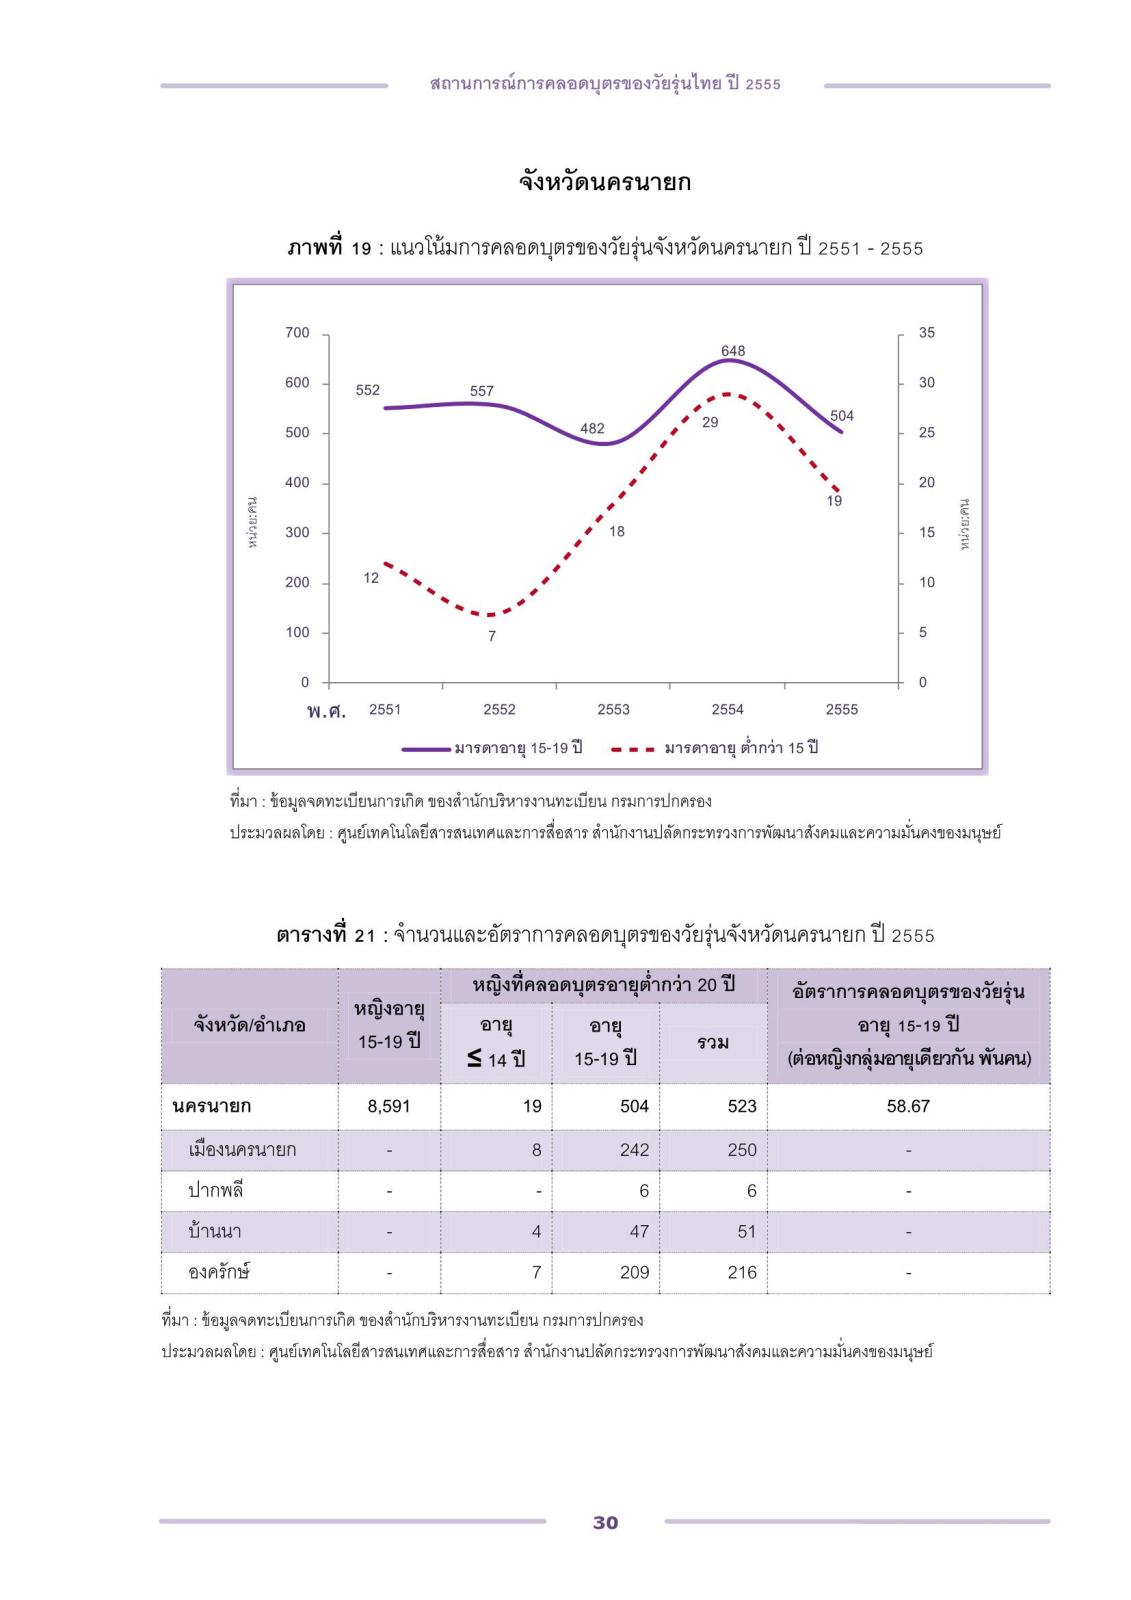 สถานการณ์การคลอดบุตรของวัยรุ่นไทย ปี 2555
จังหวัดนครนายก
ภาพที่ 19 : แนวโน้มการคลอดบุตรของวัยรุ่นจังหวัดนครนายก ปี 2551 - 2555
700 35
600 30
500 25
400 20
300 15
200 10
100 5
0 0
หน่วย:คน
หน่วย:คน
552 557 482 648 504
12 7 18 29 19
พ.ศ. 2551 2552 2553 2554 2555
มารดาอายุ 15-19 ปี มารดาอายุ ต่ำกว่า 15 ปี
ที่มา : ข้อมูลจดทะเบียนการเกิด ของสำนักบริหารงานทะเบียน กรมการปกครอง
ประมวลผลโดย : ศูนย์เทคโนโลยีสารสนเทศและการสื่อสาร สำนักงานปลัดกระทรวงการพัฒนาสังคมและความมั่นคงของมนุษย์
ตารางที่ 21 : จำนวนและอัตราการคลอดบุตรของวัยรุ่นจังหวัดนครนายก ปี 2555
จังหวัด/อำเภอ
หญิงอายุ
15-19 ปี
หญิงที่คลอดบุตรอายุต่ำกว่า 20 ปี
อายุ
≤ 14 ปี
อายุ
15-19 ปี
รวม
อัตราการคลอดบุตรของวัยรุ่น
อายุ 15-19 ปี
(ต่อหญิงกลุ่มอายุเดียวกัน พันคน)
นครนายก 8,591 19 504 523 58.67
เมืองนครนายก - 8 242 250 -
ปากพลี - - 6 6 -
บ้านนา - 4 47 51 -
องครักษ์ - 7 209 216 -
ที่มา : ข้อมูลจดทะเบียนการเกิด ของสำนักบริหารงานทะเบียน กรมการปกครอง
ประมวลผลโดย : ศูนย์เทคโนโลยีสารสนเทศและการสื่อสาร สำนักงานปลัดกระทรวงการพัฒนาสังคมและความมั่นคงของมนุษย์
30